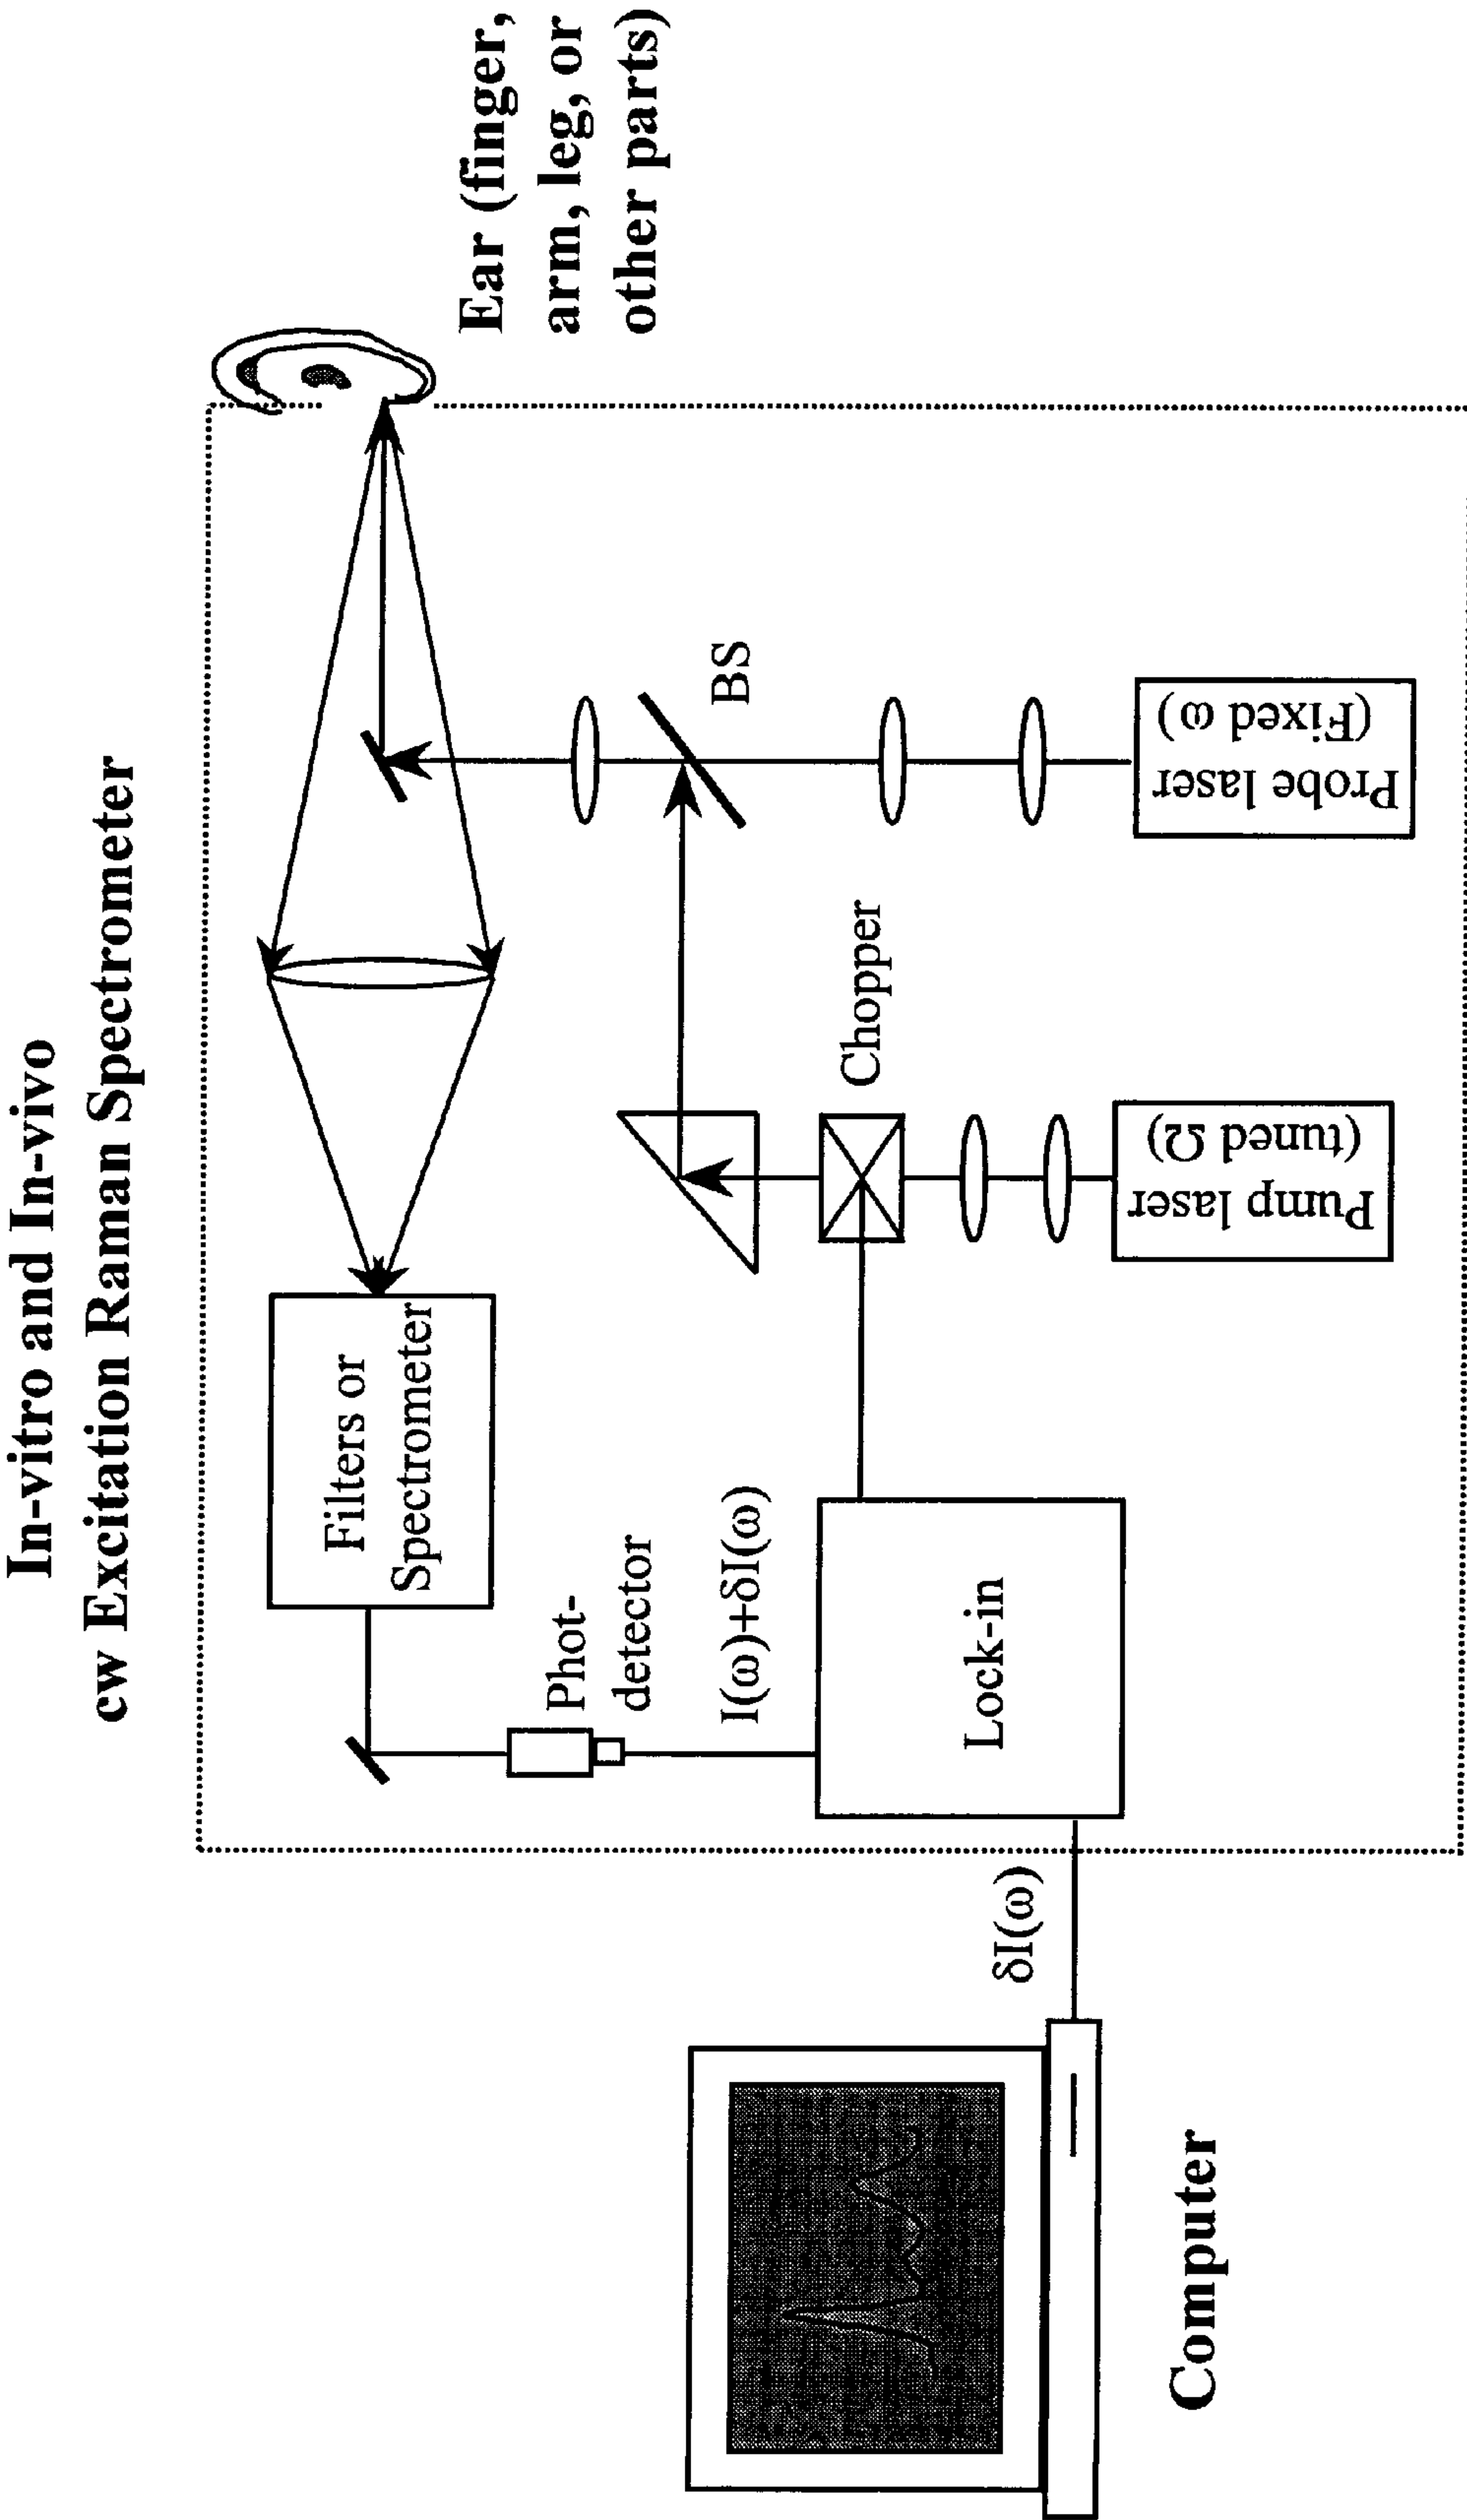 In-vitro and In-vivo
cw Excitation Raman Spectrometer
Filters or
Spectrometer
Ear (finger,
arm, leg, or
other parts)
Phot-
detector
I(ω)+δI(ω)
BS
Chopper
Lock-in
δI(ω)
Pump laser
(tuned Ω)
Probe laser
(Fixed ω)
Computer